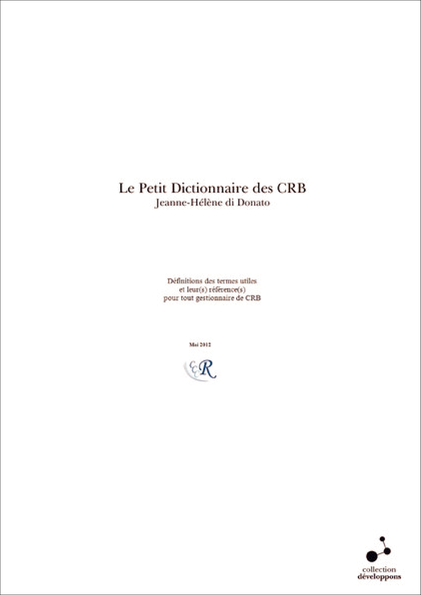 Le Petit Dictionnaire des CRB
Jeanne-Hélène di Donato
Définitions des termes utiles
et leur(s) référence(s)
pour tout gestionnaire de CRB
Mai 2012
collection
développons